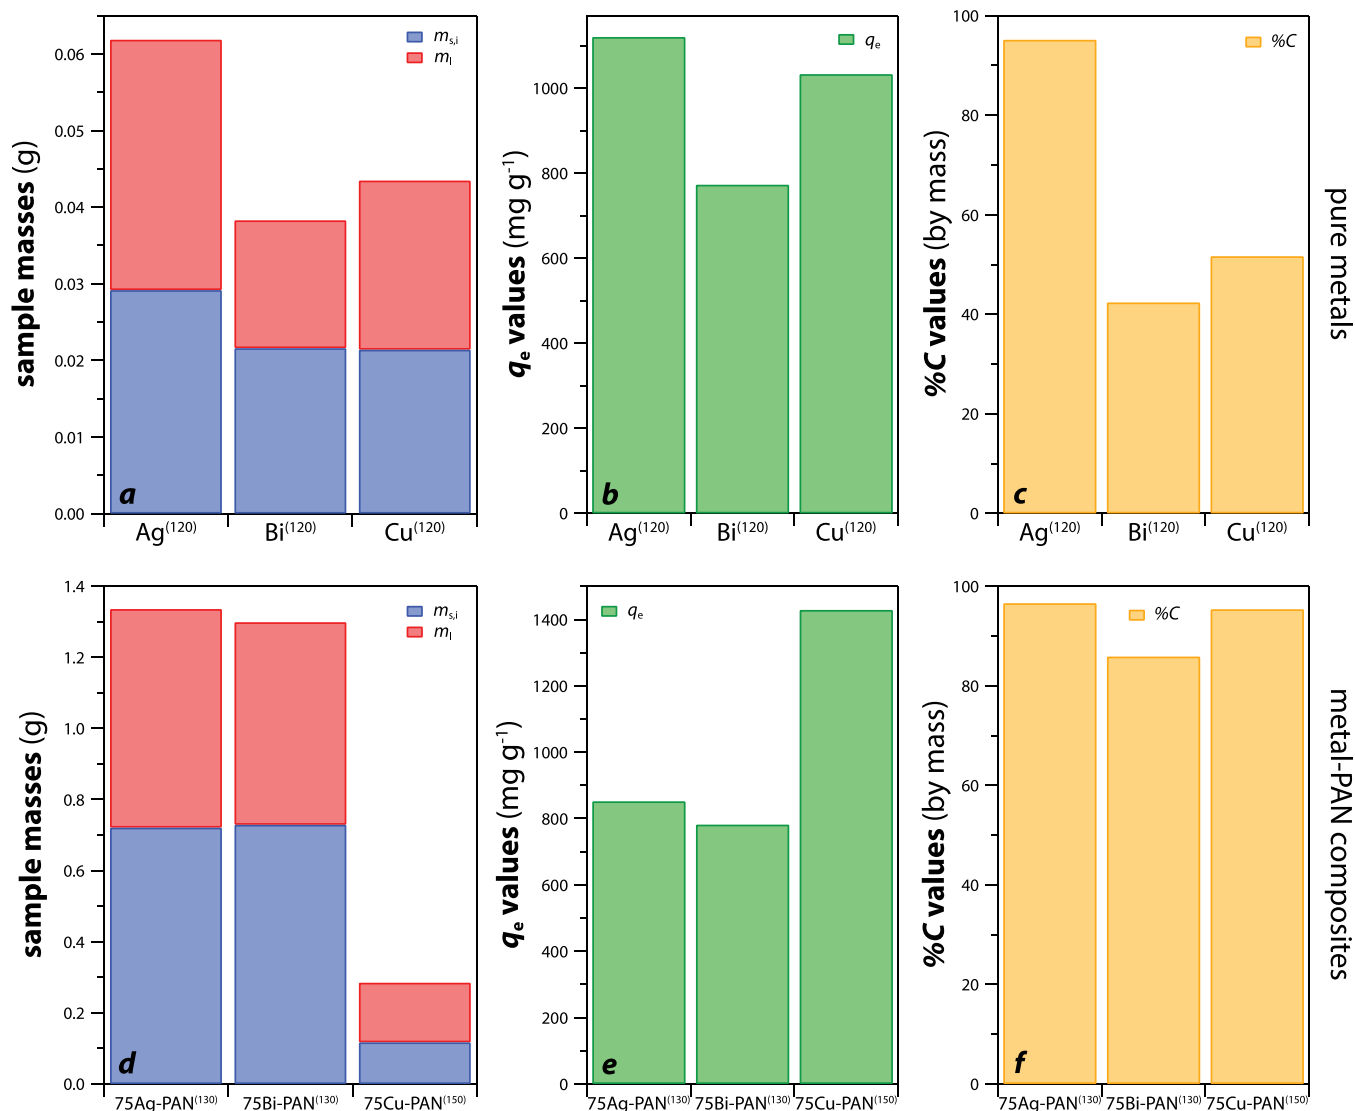 sample masses (g)
0.06
0.05
0.04
0.03
0.02
0.01
0.00
m_s,i
m_I
a
Ag(120)
Bi(120)
Cu(120)
q_e values (mg g-1)
1000
800
600
400
200
0
q_e
b
Ag(120)
Bi(120)
Cu(120)
%C values (by mass)
100
80
60
40
20
0
%C
c
Ag(120)
Bi(120)
Cu(120)
pure metals
sample masses (g)
1.4
1.2
1.0
0.8
0.6
0.4
0.2
0.0
m_s,i
m_I
d
75Ag-PAN(130)
75Bi-PAN(130)
75Cu-PAN(150)
q_e values (mg g-1)
1400
1200
1000
800
600
400
200
0
q_e
e
75Ag-PAN(130)
75Bi-PAN(130)
75Cu-PAN(150)
%C values (by mass)
100
80
60
40
20
0
%C
f
75Ag-PAN(130)
75Bi-PAN(130)
75Cu-PAN(150)
metal-PAN composites